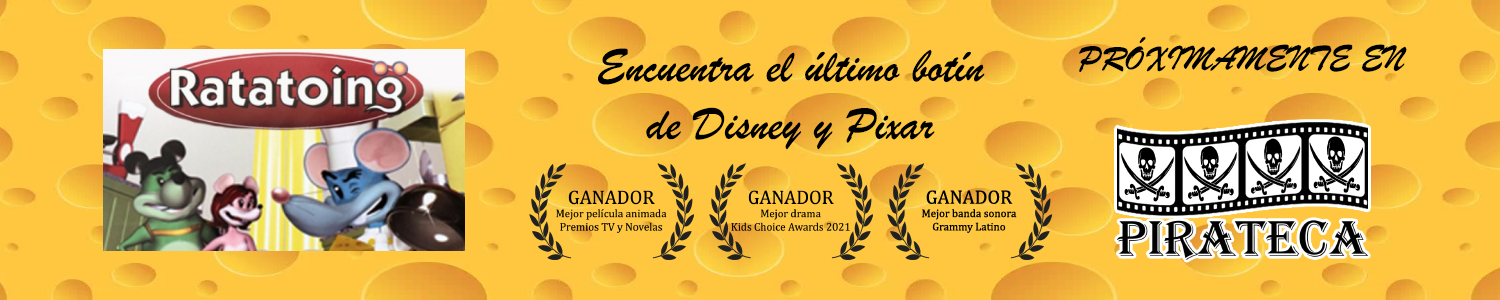 Ratatoing
Encuentra el último botín
de Disney y Pixar
GANADOR
Mejor película animada
Premios TV y Novelas
GANADOR
Mejor drama
Kids Choice Awards 2021
GANADOR
Mejor banda sonora
Grammy Latino
PRÓXIMAMENTE EN
PIRATECA